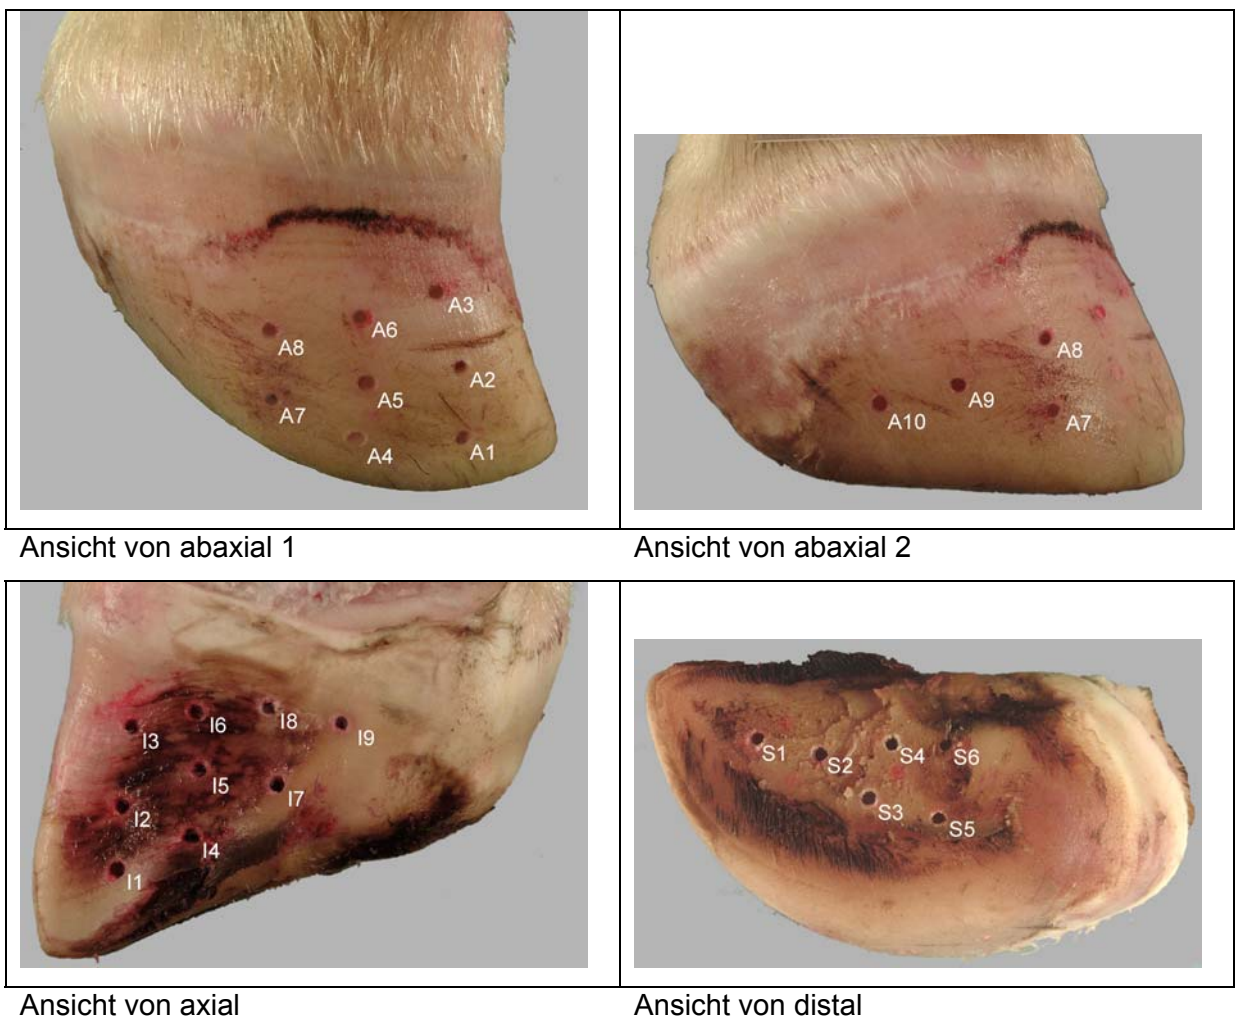 A3
A6
A8
A2
A5
A7
A1
A4
A8
A9
A10
A7
Ansicht von abaxial 1
Ansicht von abaxial 2
I6
I8
I3
I9
I5
I7
I2
I4
I1
S1
S4
S6
S2
S3
S5
Ansicht von axial
Ansicht von distal